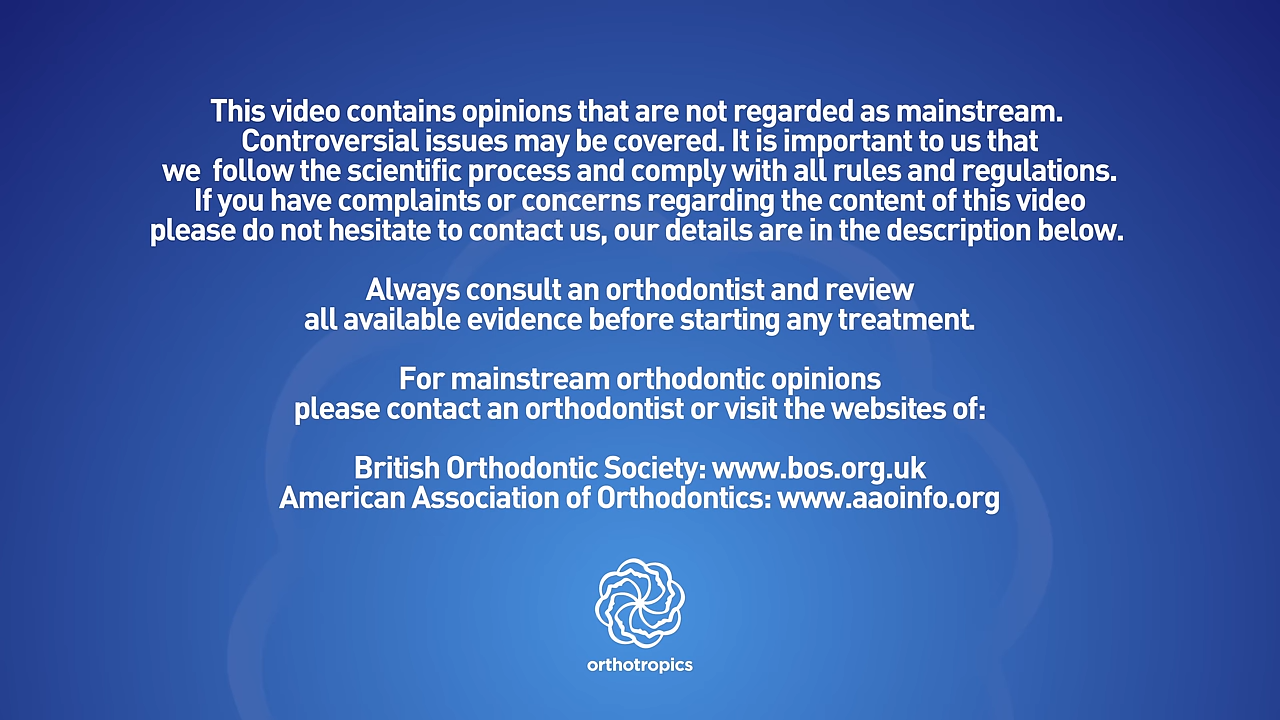 This video contains opinions that are not regarded as mainstream.
Controversial issues may be covered. It is important to us that
we follow the scientific process and comply with all rules and regulations.
If you have complaints or concerns regarding the content of this video
please do not hesitate to contact us, our details are in the description below.
Always consult an orthodontist and review
all available evidence before starting any treatment.
For mainstream orthodontic opinions
please contact an orthodontist or visit the websites of:
British Orthodontic Society: www.bos.org.uk
American Association of Orthodontics: www.aaoinfo.org
orthotropics